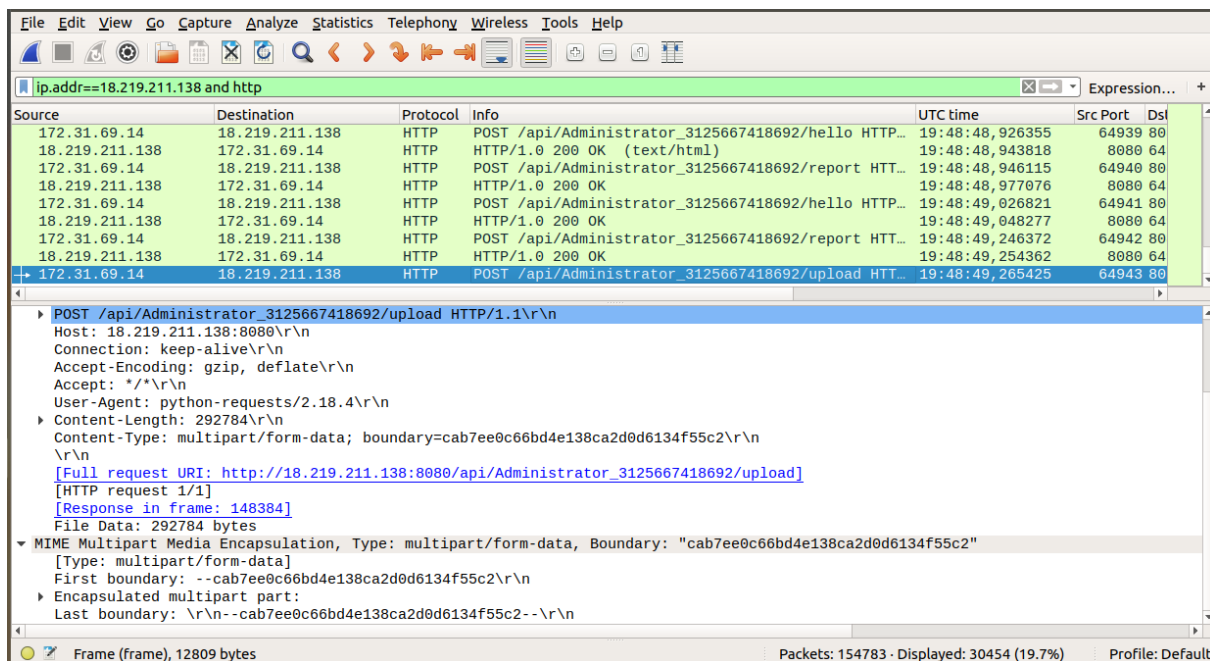 File Edit View Go Capture Analyze Statistics Telephony Wireless Tools Help
ip.addr==18.219.211.138 and http Expression… +
Source Destination Protocol Info UTC time Src Port Dst
172.31.69.14 18.219.211.138 HTTP POST /api/Administrator_3125667418692/hello HTTP… 19:48:48,926355 64939 80
18.219.211.138 172.31.69.14 HTTP HTTP/1.0 200 OK (text/html) 19:48:48,943818 8080 64
172.31.69.14 18.219.211.138 HTTP POST /api/Administrator_3125667418692/report HTT… 19:48:48,946115 64940 80
18.219.211.138 172.31.69.14 HTTP HTTP/1.0 200 OK 19:48:48,977076 8080 64
172.31.69.14 18.219.211.138 HTTP POST /api/Administrator_3125667418692/hello HTTP… 19:48:49,026821 64941 80
18.219.211.138 172.31.69.14 HTTP HTTP/1.0 200 OK 19:48:49,048277 8080 64
172.31.69.14 18.219.211.138 HTTP POST /api/Administrator_3125667418692/report HTT… 19:48:49,246372 64942 80
18.219.211.138 172.31.69.14 HTTP HTTP/1.0 200 OK 19:48:49,254362 8080 64
172.31.69.14 18.219.211.138 HTTP POST /api/Administrator_3125667418692/upload HTT… 19:48:49,265425 64943 80
POST /api/Administrator_3125667418692/upload HTTP/1.1\r\n
Host: 18.219.211.138:8080\r\n
Connection: keep-alive\r\n
Accept-Encoding: gzip, deflate\r\n
Accept: */*\r\n
User-Agent: python-requests/2.18.4\r\n
Content-Length: 292784\r\n
Content-Type: multipart/form-data; boundary=cab7ee0c66bd4e138ca2d0d6134f55c2\r\n
\r\n
[Full request URI: http://18.219.211.138:8080/api/Administrator_3125667418692/upload]
[HTTP request 1/1]
[Response in frame: 148384]
File Data: 292784 bytes
MIME Multipart Media Encapsulation, Type: multipart/form-data, Boundary: "cab7ee0c66bd4e138ca2d0d6134f55c2"
[Type: multipart/form-data]
First boundary: --cab7ee0c66bd4e138ca2d0d6134f55c2\r\n
Encapsulated multipart part:
Last boundary: \r\n--cab7ee0c66bd4e138ca2d0d6134f55c2--\r\n
Frame (frame), 12809 bytes Packets: 154783 · Displayed: 30454 (19.7%) Profile: Default